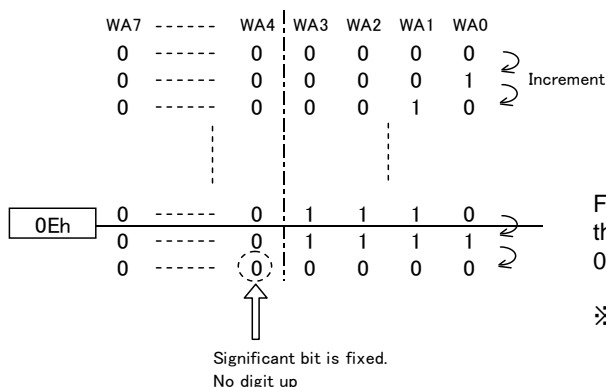 WA7 ------ WA4 WA3 WA2 WA1 WA0
0 ------ 0 0 0 0 0
0 ------ 0 0 0 0 1
Increment
0 ------ 0 0 0 1 0
0Eh
0 ------ 0 1 1 1 0
0 ------ 0 1 1 1 1
0 ------ 0 0 0 0 0
F
th
0
※
Significant bit is fixed.
No digit up